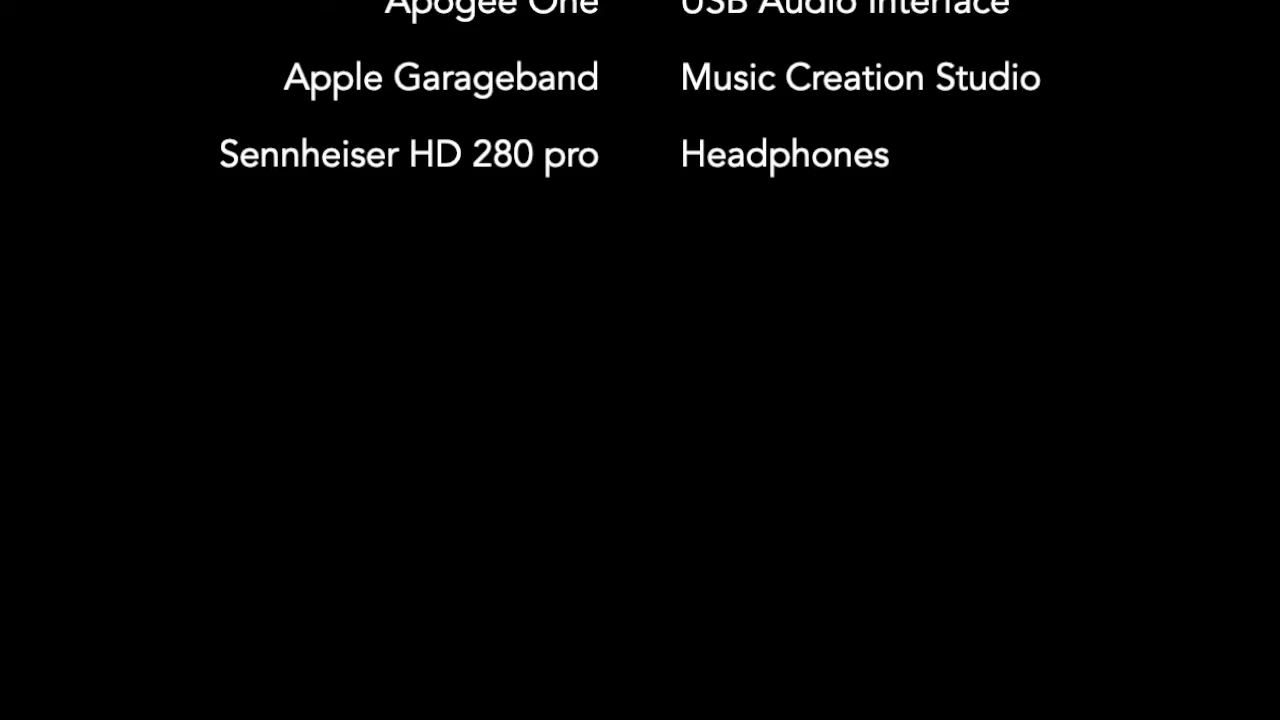 Apogee One USB Audio Interface
Apple Garageband Music Creation Studio
Sennheiser HD 280 pro Headphones